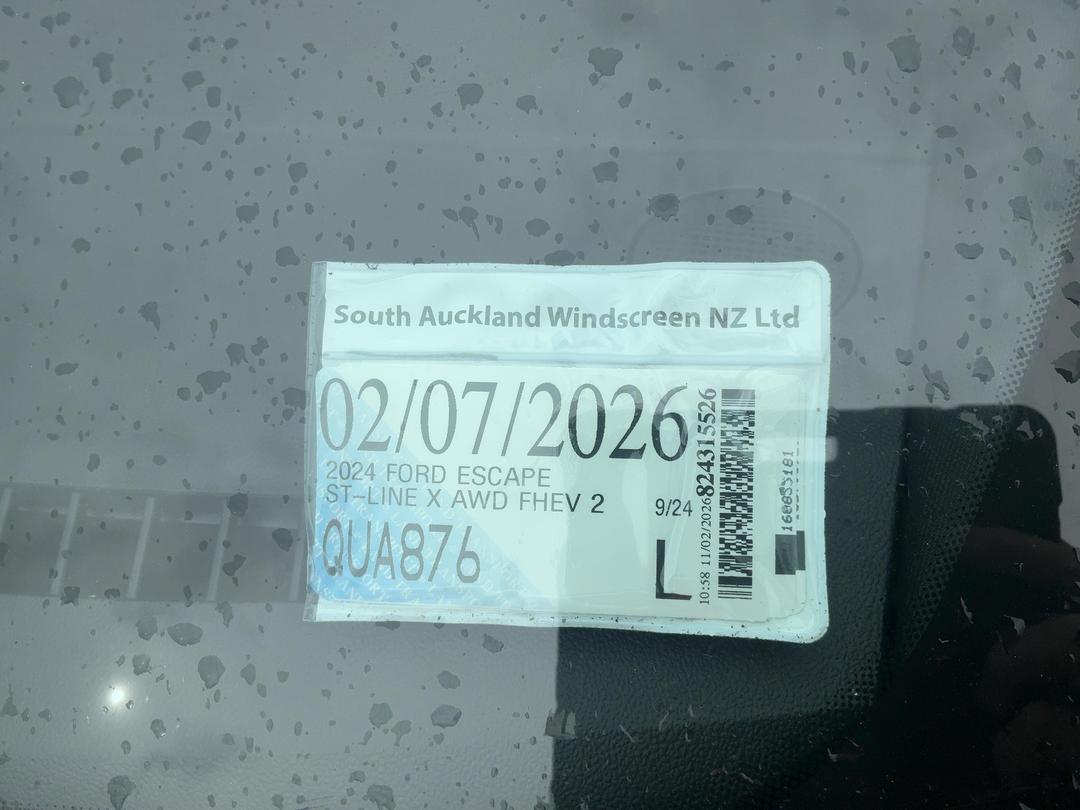 South Auckland Windscreen NZ Ltd
02/07/2026
2024 FORD ESCAPE
ST-LINE X AWD FHEV 2 9/24
QUA876
L
10:58 11/02/2026
824315526